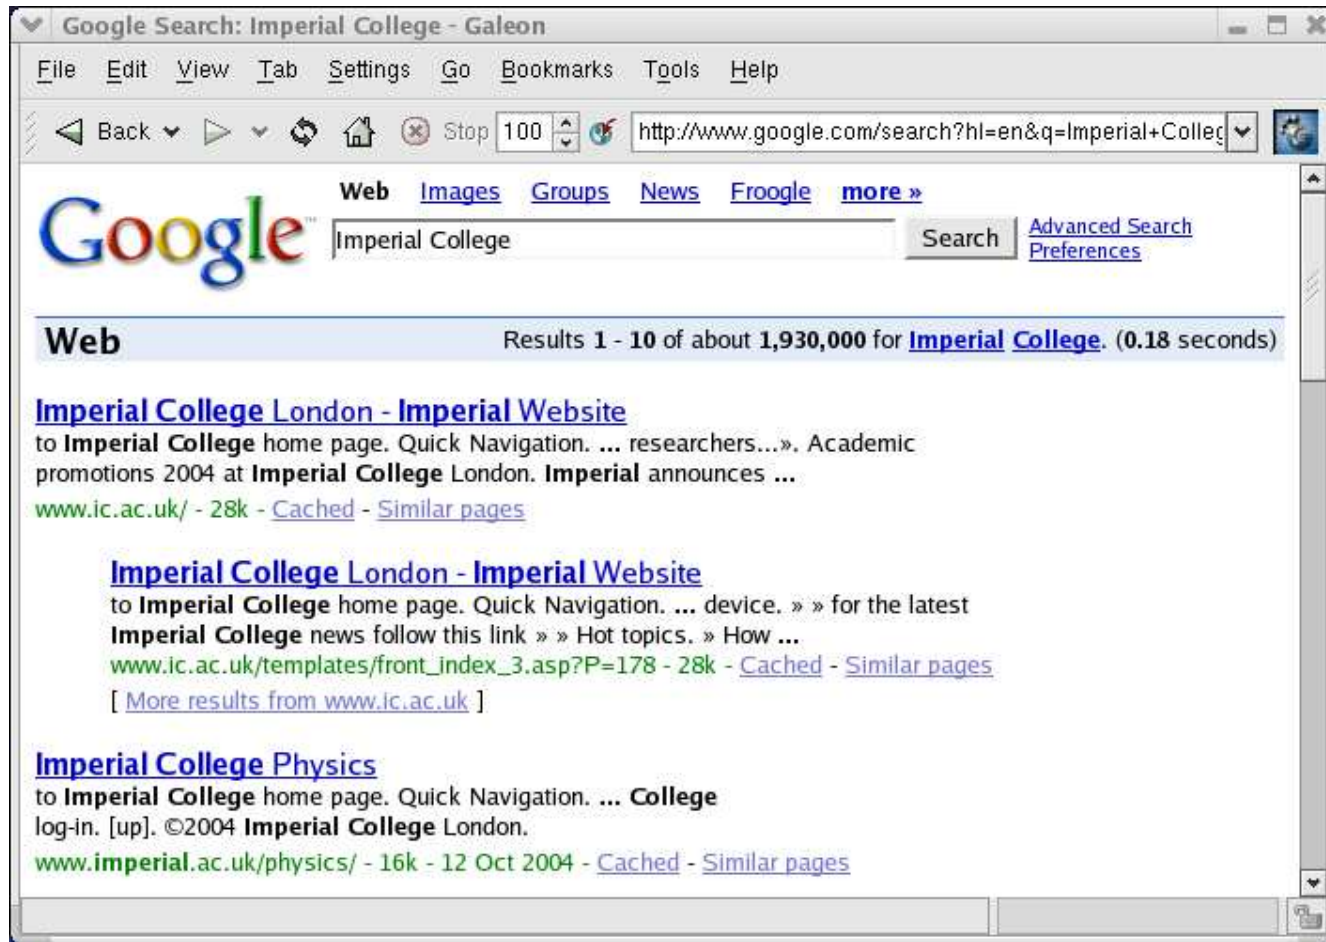 Google Search: Imperial College - Galeon
File Edit View Tab Settings Go Bookmarks Tools Help
Back Stop 100 http://www.google.com/search?hl=en&q=Imperial+Colleg
Web Images Groups News Froogle more »
Google™ Imperial College Search Advanced Search
Preferences
Web Results 1 - 10 of about 1,930,000 for Imperial College. (0.18 seconds)
Imperial College London - Imperial Website
to Imperial College home page. Quick Navigation. ... researchers...». Academic
promotions 2004 at Imperial College London. Imperial announces ...
www.ic.ac.uk/ - 28k - Cached - Similar pages
Imperial College London - Imperial Website
to Imperial College home page. Quick Navigation. ... device. » » for the latest
Imperial College news follow this link » » Hot topics. » How ...
www.ic.ac.uk/templates/front_index_3.asp?P=178 - 28k - Cached - Similar pages
[ More results from www.ic.ac.uk ]
Imperial College Physics
to Imperial College home page. Quick Navigation. ... College
log-in. [up]. ©2004 Imperial College London.
www.imperial.ac.uk/physics/ - 16k - 12 Oct 2004 - Cached - Similar pages